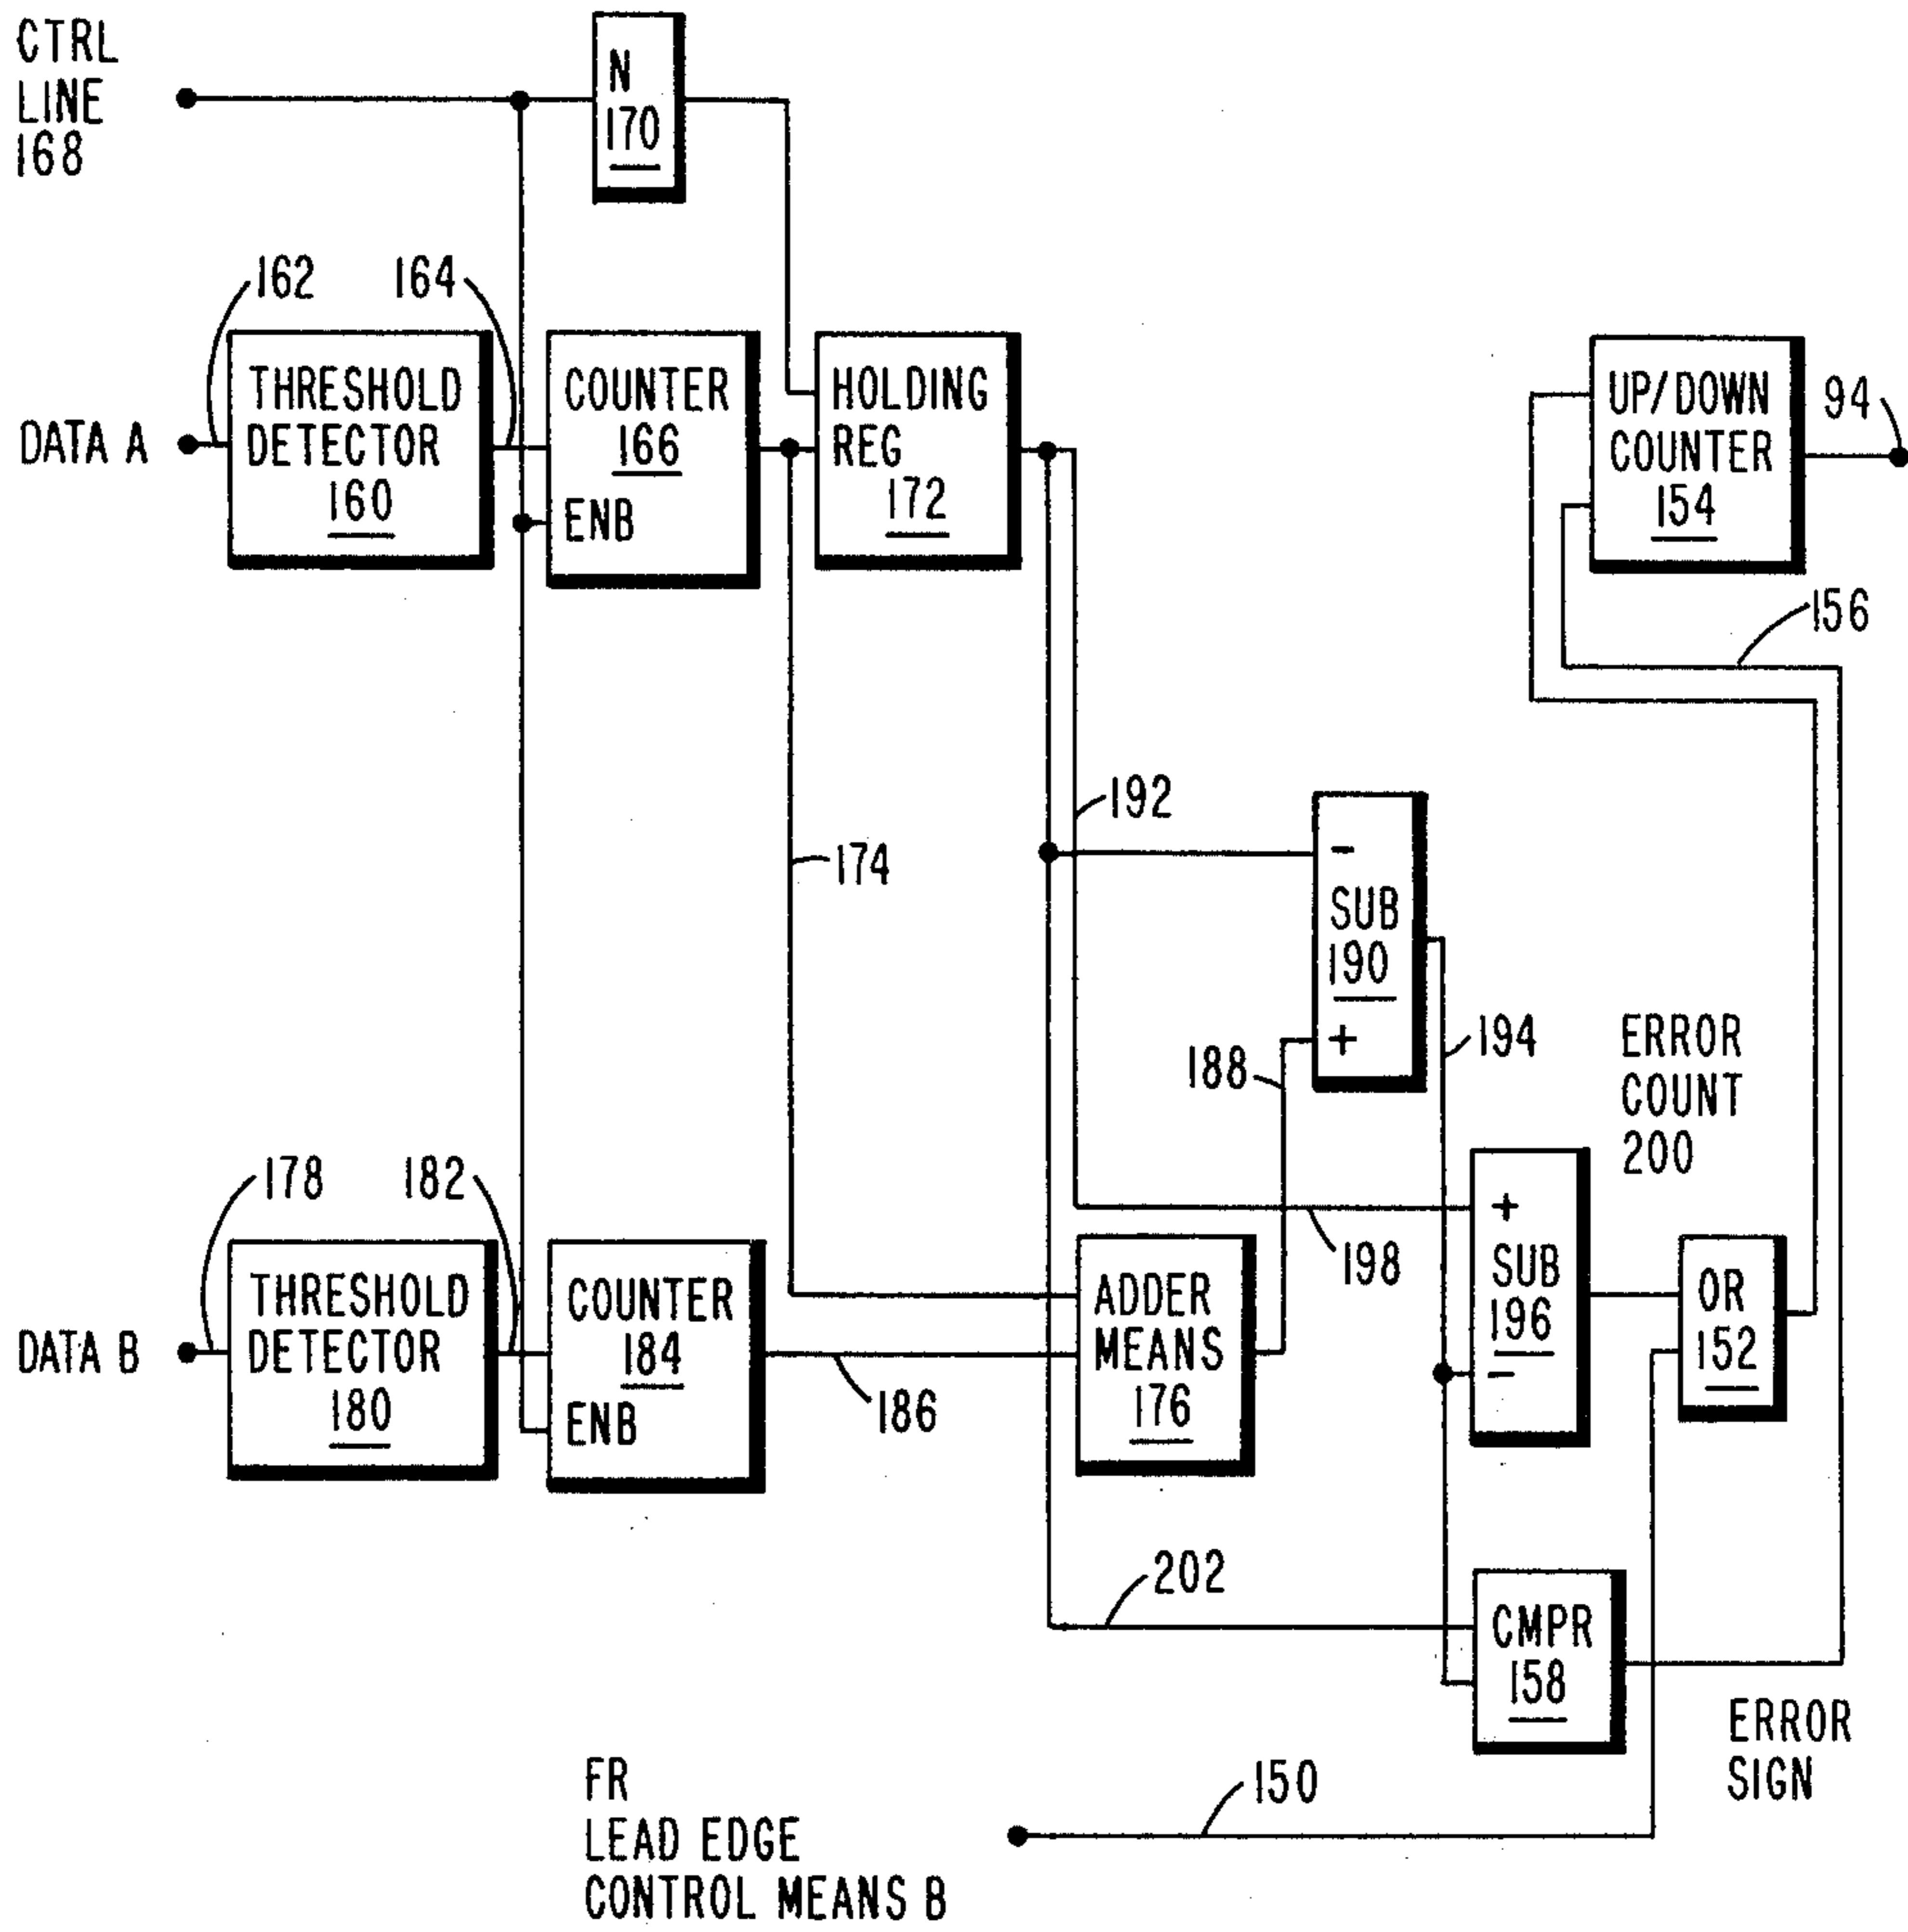 CTRL
LINE
168
N
170
162
164
DATA A
THRESHOLD
DETECTOR
160
COUNTER
166
ENB
HOLDING
REG
172
UP/DOWN
COUNTER
154
94
156
192
174
-
SUB
190
+
188
194
ERROR
COUNT
200
178
182
DATA B
THRESHOLD
DETECTOR
180
COUNTER
184
ENB
186
ADDER
MEANS
176
198
+
SUB
196
-
OR
152
202
CMPR
158
ERROR
SIGN
150
FR
LEAD EDGE
CONTROL MEANS B